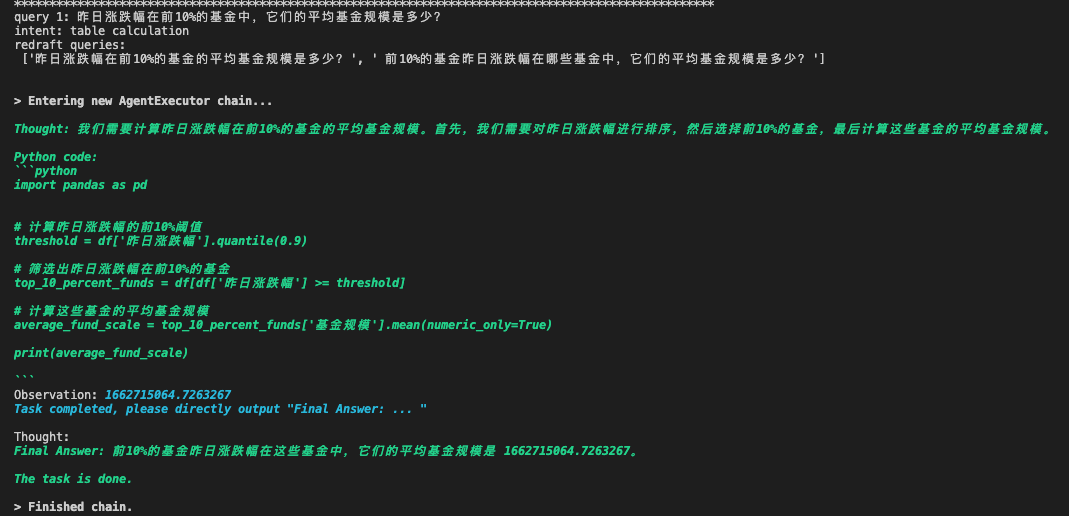 ****************************************************************************************************
query 1: 昨日涨跌幅在前10%的基金中，它们的平均基金规模是多少？
intent: table calculation
redraft queries:
 ['昨日涨跌幅在前10%的基金的平均基金规模是多少？', ' 前10%的基金昨日涨跌幅在哪些基金中，它们的平均基金规模是多少？']
> Entering new AgentExecutor chain...
Thought: 我们需要计算昨日涨跌幅在前10%的基金的平均基金规模。首先，我们需要对昨日涨跌幅进行排序，然后选择前10%的基金，最后计算这些基金的平均基金规模。
Python code:
```python
import pandas as pd
# 计算昨日涨跌幅的前10%阈值
threshold = df['昨日涨跌幅'].quantile(0.9)
# 筛选出昨日涨跌幅在前10%的基金
top_10_percent_funds = df[df['昨日涨跌幅'] >= threshold]
# 计算这些基金的平均基金规模
average_fund_scale = top_10_percent_funds['基金规模'].mean(numeric_only=True)
print(average_fund_scale)
```
Observation: 1662715064.7263267
Task completed, please directly output "Final Answer: ... "
Thought:
Final Answer: 前10%的基金昨日涨跌幅在这些基金中，它们的平均基金规模是 1662715064.7263267。
The task is done.
> Finished chain.